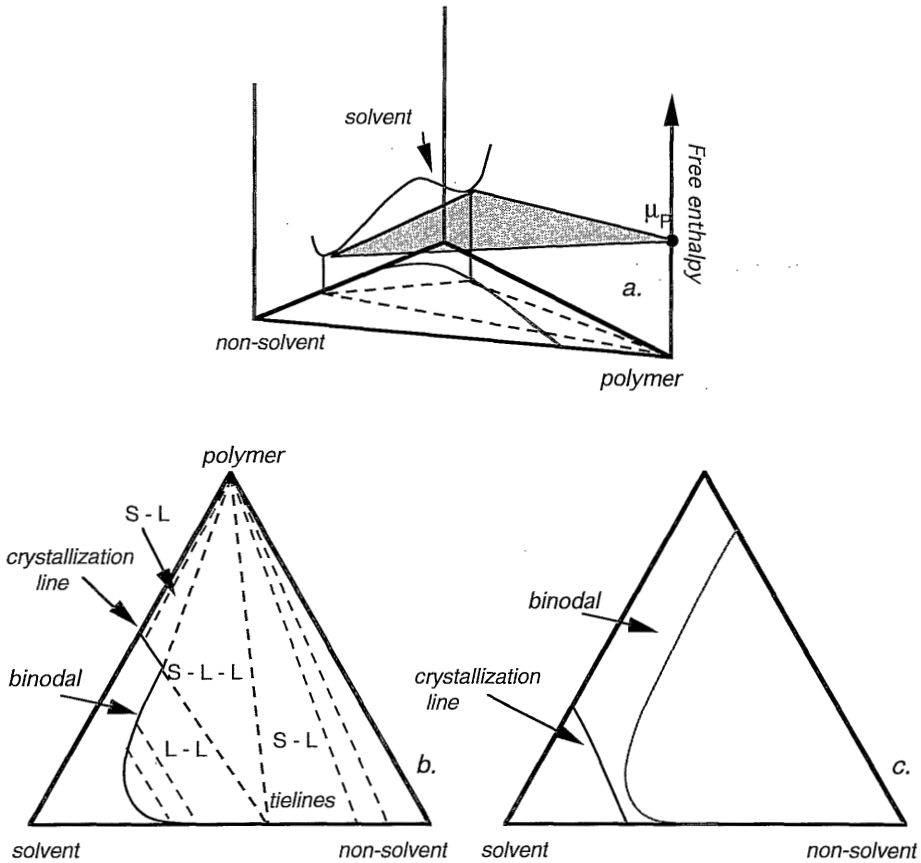 solvent
Free enthalpy
μP
a.
non-solvent
polymer
polymer
S - L
crystallization
line
binodal
S - L - L
binodal
crystallization
line
L - L
S - L
b.
c.
tielines
solvent
non-solvent
solvent
non-solvent